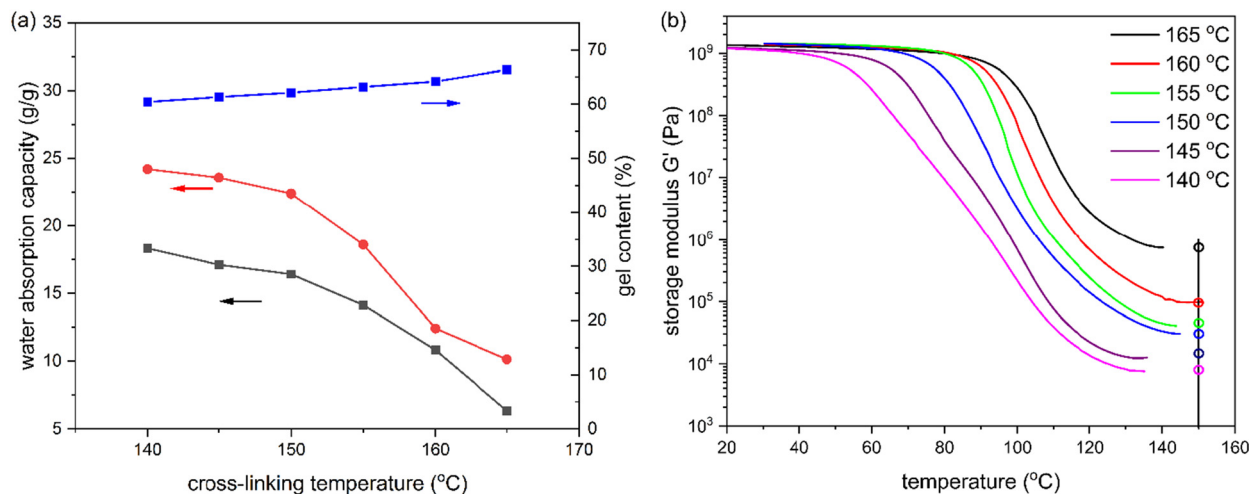 (a)
35
30
25
20
15
10
5
water absorption capacity (g/g)
140
150
160
170
cross-linking temperature (°C)
70
60
50
40
30
20
10
0
gel content (%)
(b)
10⁹
10⁸
10⁷
10⁶
10⁵
10⁴
10³
storage modulus G' (Pa)
165 °C
160 °C
155 °C
150 °C
145 °C
140 °C
20
40
60
80
100
120
140
160
temperature (°C)